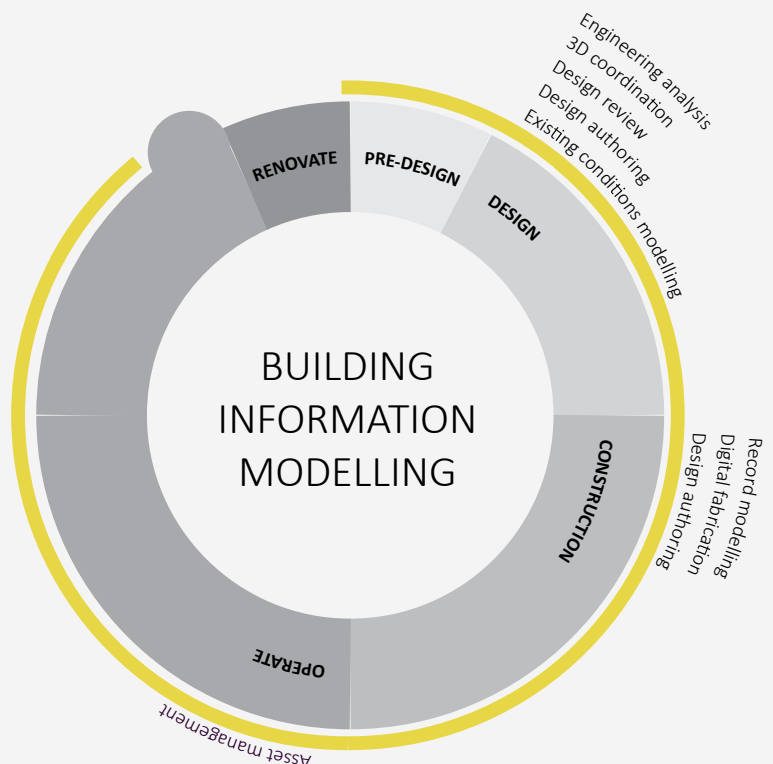 Engineering analysis
3D coordination
Design review
Design authoring
Existing conditions modelling
RENOVATE
PRE-DESIGN
DESIGN
BUILDING
INFORMATION
MODELLING
CONSTRUCTION
Record modelling
Digital fabrication
Design authoring
OPERATE
Asset management